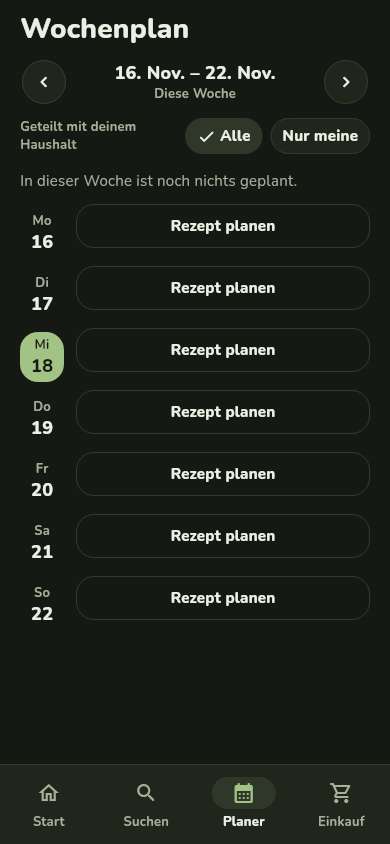 Wochenplan
16. Nov. – 22. Nov.
Diese Woche
Geteilt mit deinem
Haushalt
Alle
Nur meine
In dieser Woche ist noch nichts geplant.
Mo
16
Rezept planen
Di
17
Rezept planen
Mi
18
Rezept planen
Do
19
Rezept planen
Fr
20
Rezept planen
Sa
21
Rezept planen
So
22
Rezept planen
Start
Suchen
Planer
Einkauf